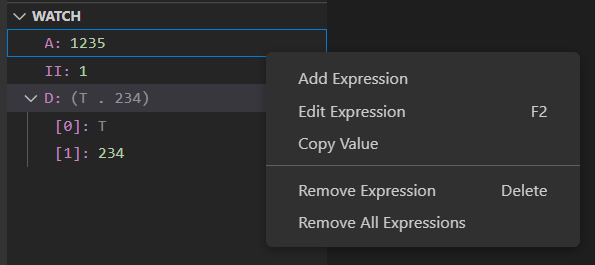 WATCH
A: 1235
II: 1
D: (T . 234)
[0]: T
[1]: 234
Add Expression
Edit Expression F2
Copy Value
Remove Expression Delete
Remove All Expressions